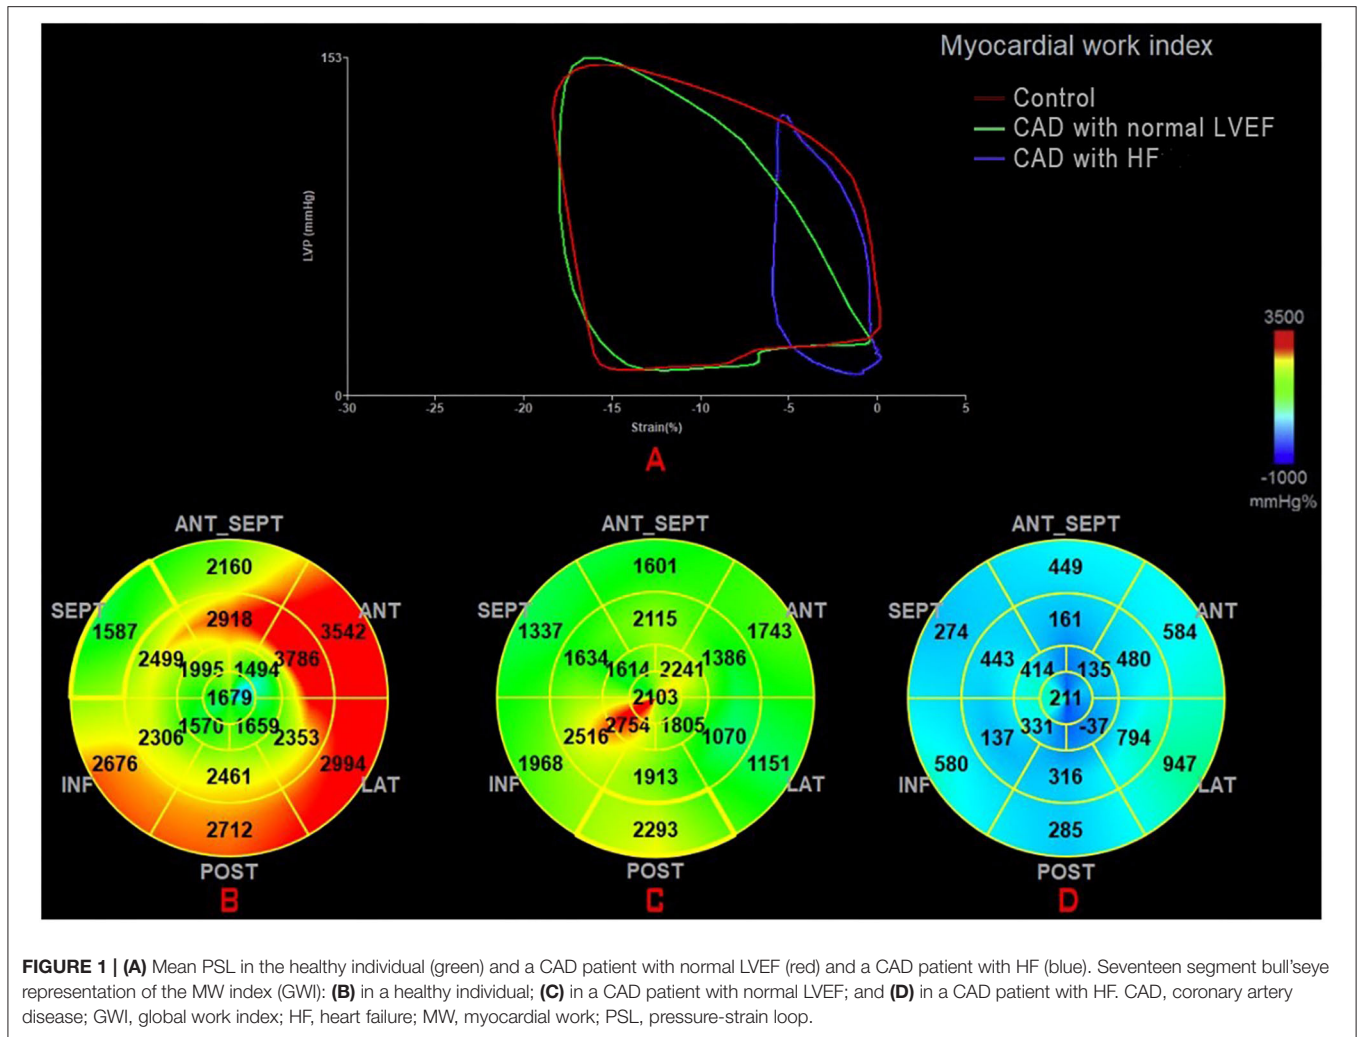 Myocardial work index
Control
CAD with normal LVEF
CAD with HF
153
LVP (mmHg)
0
-30 -25 -20 -15 -10 -5 0 5
Strain(%)
A
3500
-1000
mmHg%
ANT_SEPT
2160
SEPT
ANT
1587
3542
2918
2499
3786
1995
1494
1679
1570
1659
2306
2353
2676
2994
INF
LAT
2461
2712
POST
B
ANT_SEPT
1601
SEPT
ANT
1337
1743
2115
1634
1386
1614
2241
2103
2754
1805
2516
1070
1968
1151
INF
LAT
1913
2293
POST
C
ANT_SEPT
449
SEPT
ANT
274
584
161
443
480
414
135
211
331
-37
137
794
580
947
INF
LAT
316
285
POST
D
FIGURE 1 | (A) Mean PSL in the healthy individual (green) and a CAD patient with normal LVEF (red) and a CAD patient with HF (blue). Seventeen segment bull'seye
representation of the MW index (GWI): (B) in a healthy individual; (C) in a CAD patient with normal LVEF; and (D) in a CAD patient with HF. CAD, coronary artery
disease; GWI, global work index; HF, heart failure; MW, myocardial work; PSL, pressure-strain loop.